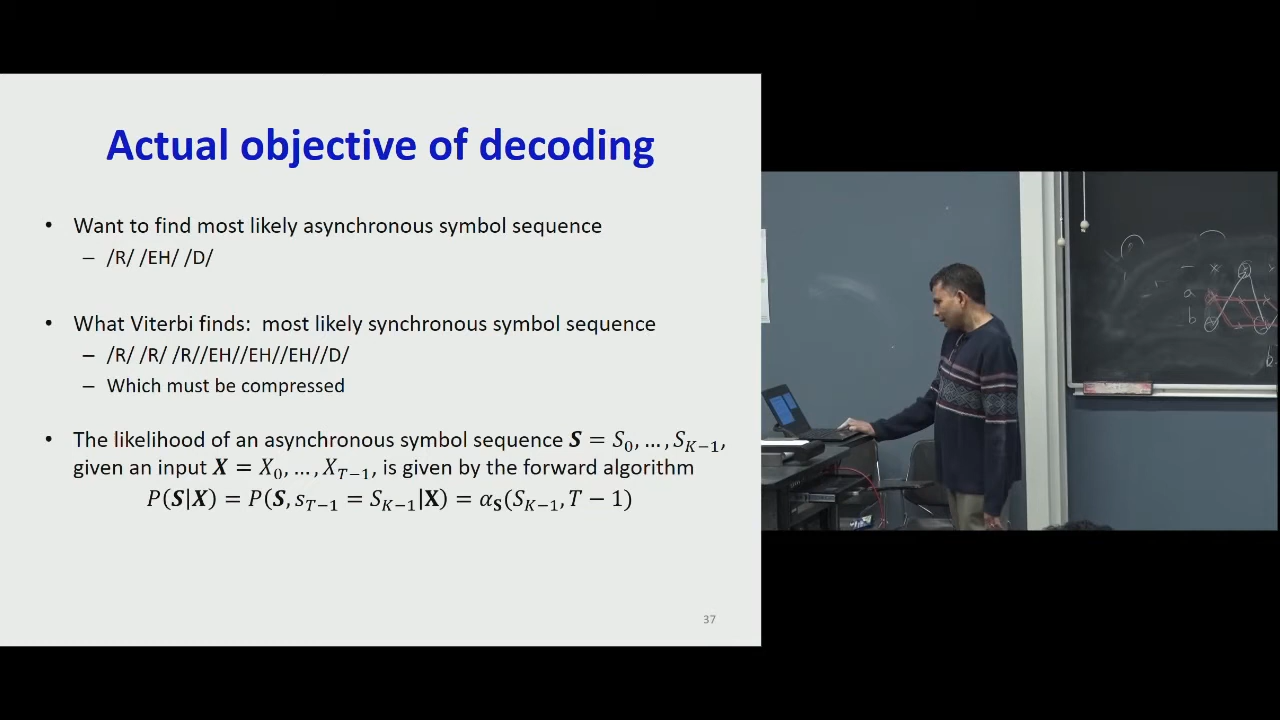 Actual objective of decoding
• Want to find most likely asynchronous symbol sequence
– /R/ /EH/ /D/
• What Viterbi finds:  most likely synchronous symbol sequence
– /R/ /R/ /R//EH//EH//EH//D/
– Which must be compressed
• The likelihood of an asynchronous symbol sequence 𝑺 = 𝑆₀, …, 𝑆_{K−1},
given an input 𝑿 = 𝑋₀, …, 𝑋_{T−1}, is given by the forward algorithm
𝑃(𝑺|𝑿) = 𝑃(𝑺, 𝑠_{T−1} = 𝑆_{K−1}|𝐗) = 𝛼_𝐒(𝑆_{K−1}, 𝑇 − 1)
37
a
b
b